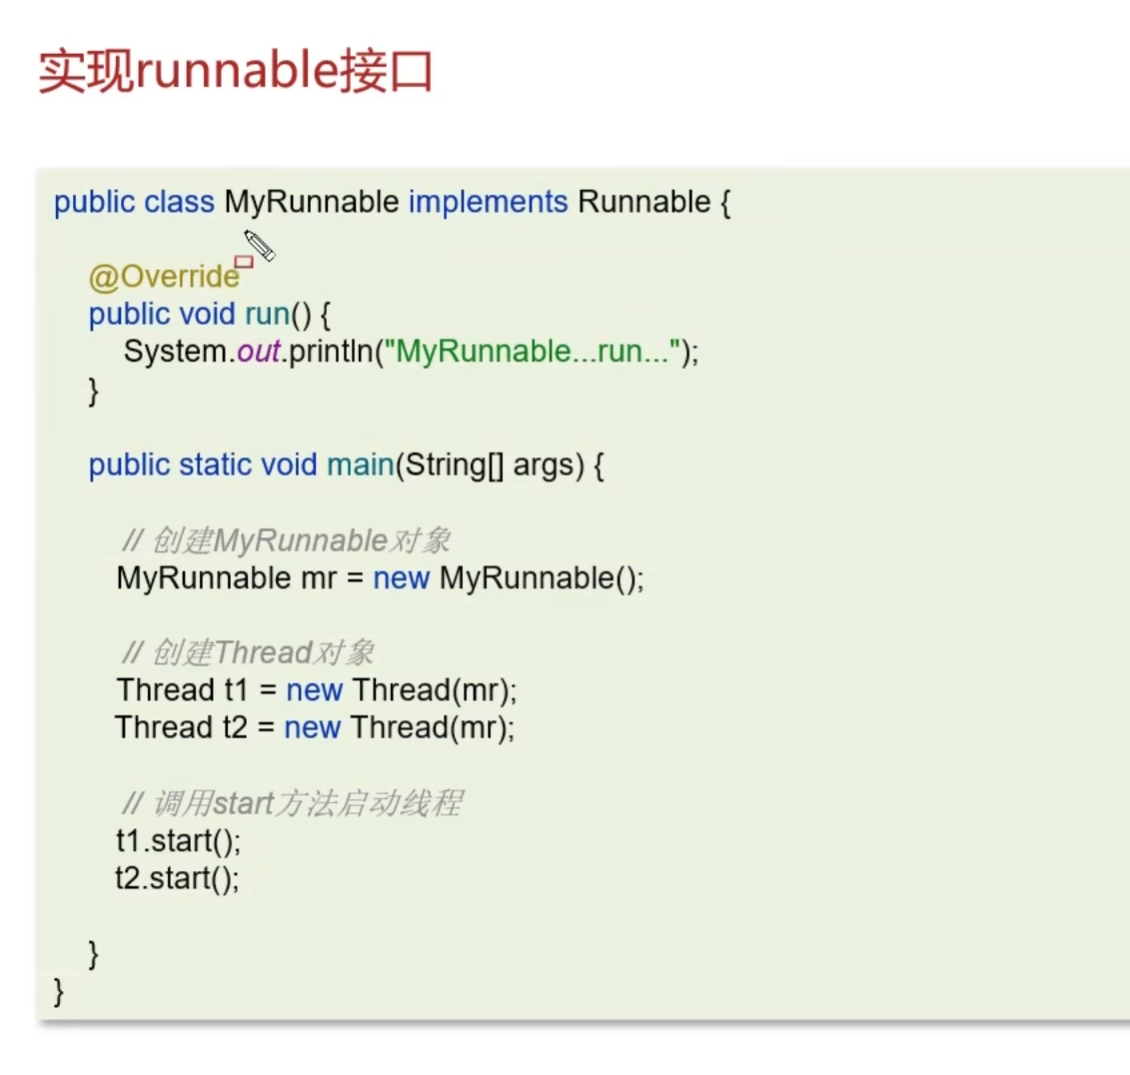 实现runnable接口
public class MyRunnable implements Runnable {
@Override
public void run() {
System.out.println("MyRunnable...run...");
}
public static void main(String[] args) {
// 创建MyRunnable对象
MyRunnable mr = new MyRunnable();
// 创建Thread对象
Thread t1 = new Thread(mr);
Thread t2 = new Thread(mr);
// 调用start方法启动线程
t1.start();
t2.start();
}
}